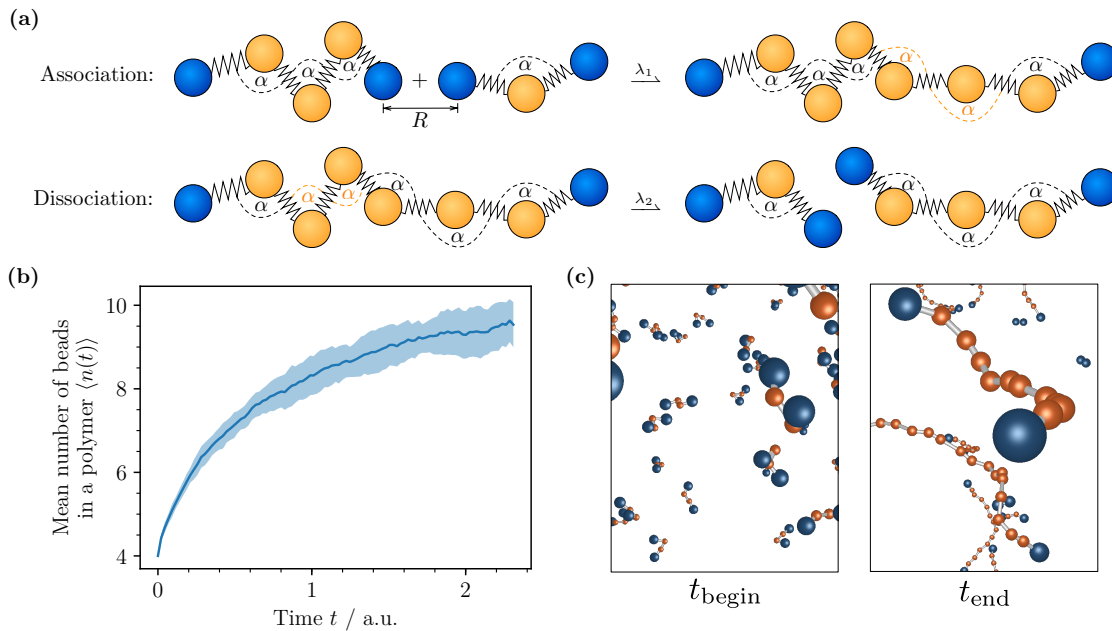 (a)
Association:
α α α + α λ₁ α α α α α
R
Dissociation:
α α α α α λ₂ α α α
(b)
Mean number of beads
in a polymer ⟨n(t)⟩
10
8
6
4
0 1 2
Time t / a.u.
(c)
t_begin t_end